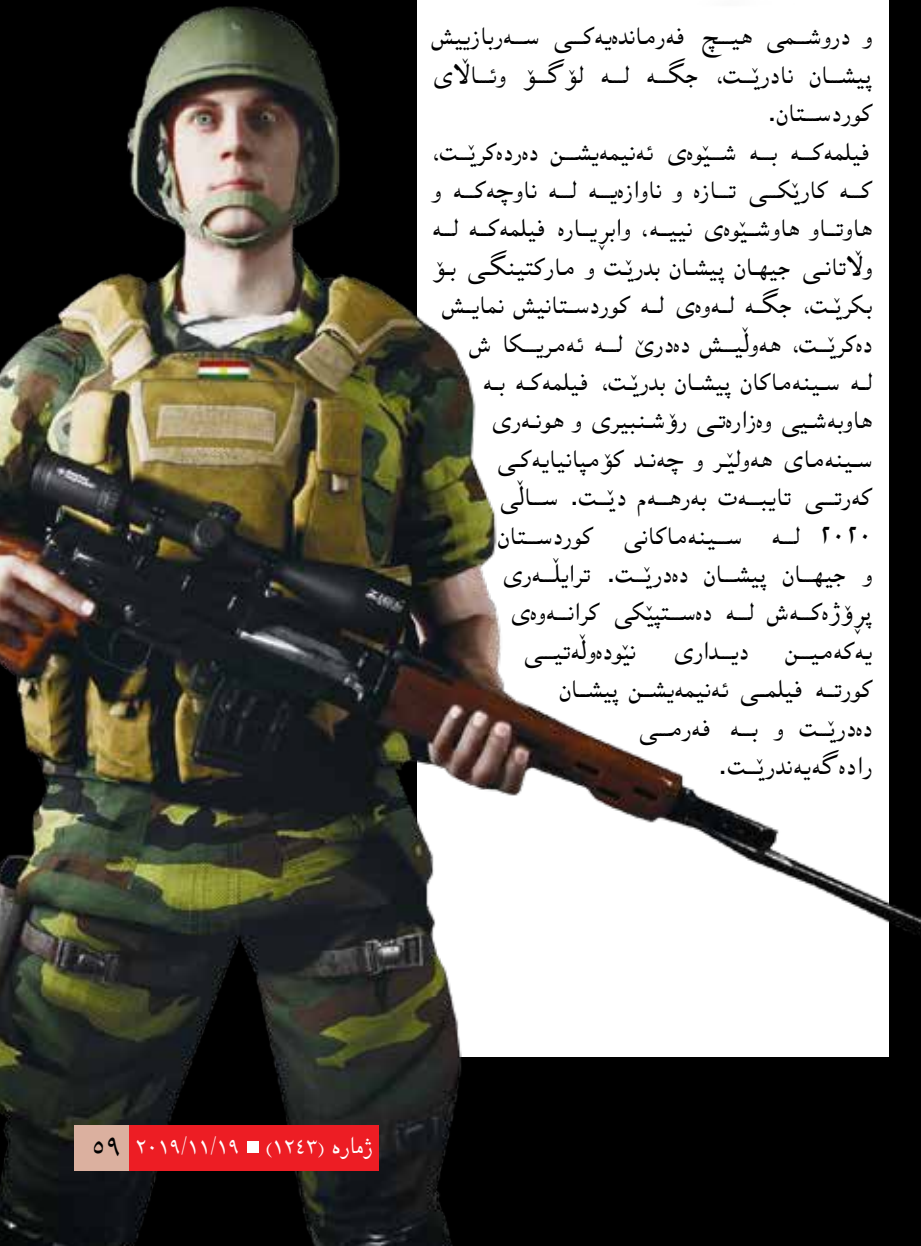 و دروشمی هیچ فەرماندەیەکی سەربازییش
پیشان نادرێت، جگە لە لۆگۆ وئاڵای
كوردستان.
فیلمەکە بە شێوەی ئەنیمەیشن دەردەکرێت،
کە کارێکی تازە و ناوازەیە لە ناوچەکە و
هاوتاو هاوشێوەی نییە، وابڕیارە فیلمەکە لە
وڵاتانی جیهان پیشان بدرێت و مارکتینگی بۆ
بکرێت، جگە لەوەی لە کوردستانیش نمایش
دەکرێت، هەوڵیش دەدرێ لە ئەمریکا ش
لە سینەماکان پیشان بدرێت، فیلمەکە بە
هاوبەشیی وەزارەتی رۆشنبیری و هونەری
سینەمای هەولێر و چەند کۆمپانیایەکی
کەرتی تایبەت بەرهەم دێت. ساڵی
٢٠٢٠ لە سینەماکانی کوردستان
و جیهان پیشان دەدرێت. ترایلەری
پڕۆژەکەش لە دەستپێکی کرانەوەی
یەکەمین دیداری نێودەوڵەتیی
کورتە فیلمی ئەنیمەیشن پیشان
دەدرێت و بە فەرمی
رادەگەیەندرێت.
ژمارە (١٢٤٣) ■ ٢٠١٩/١١/١٩ ٥٩